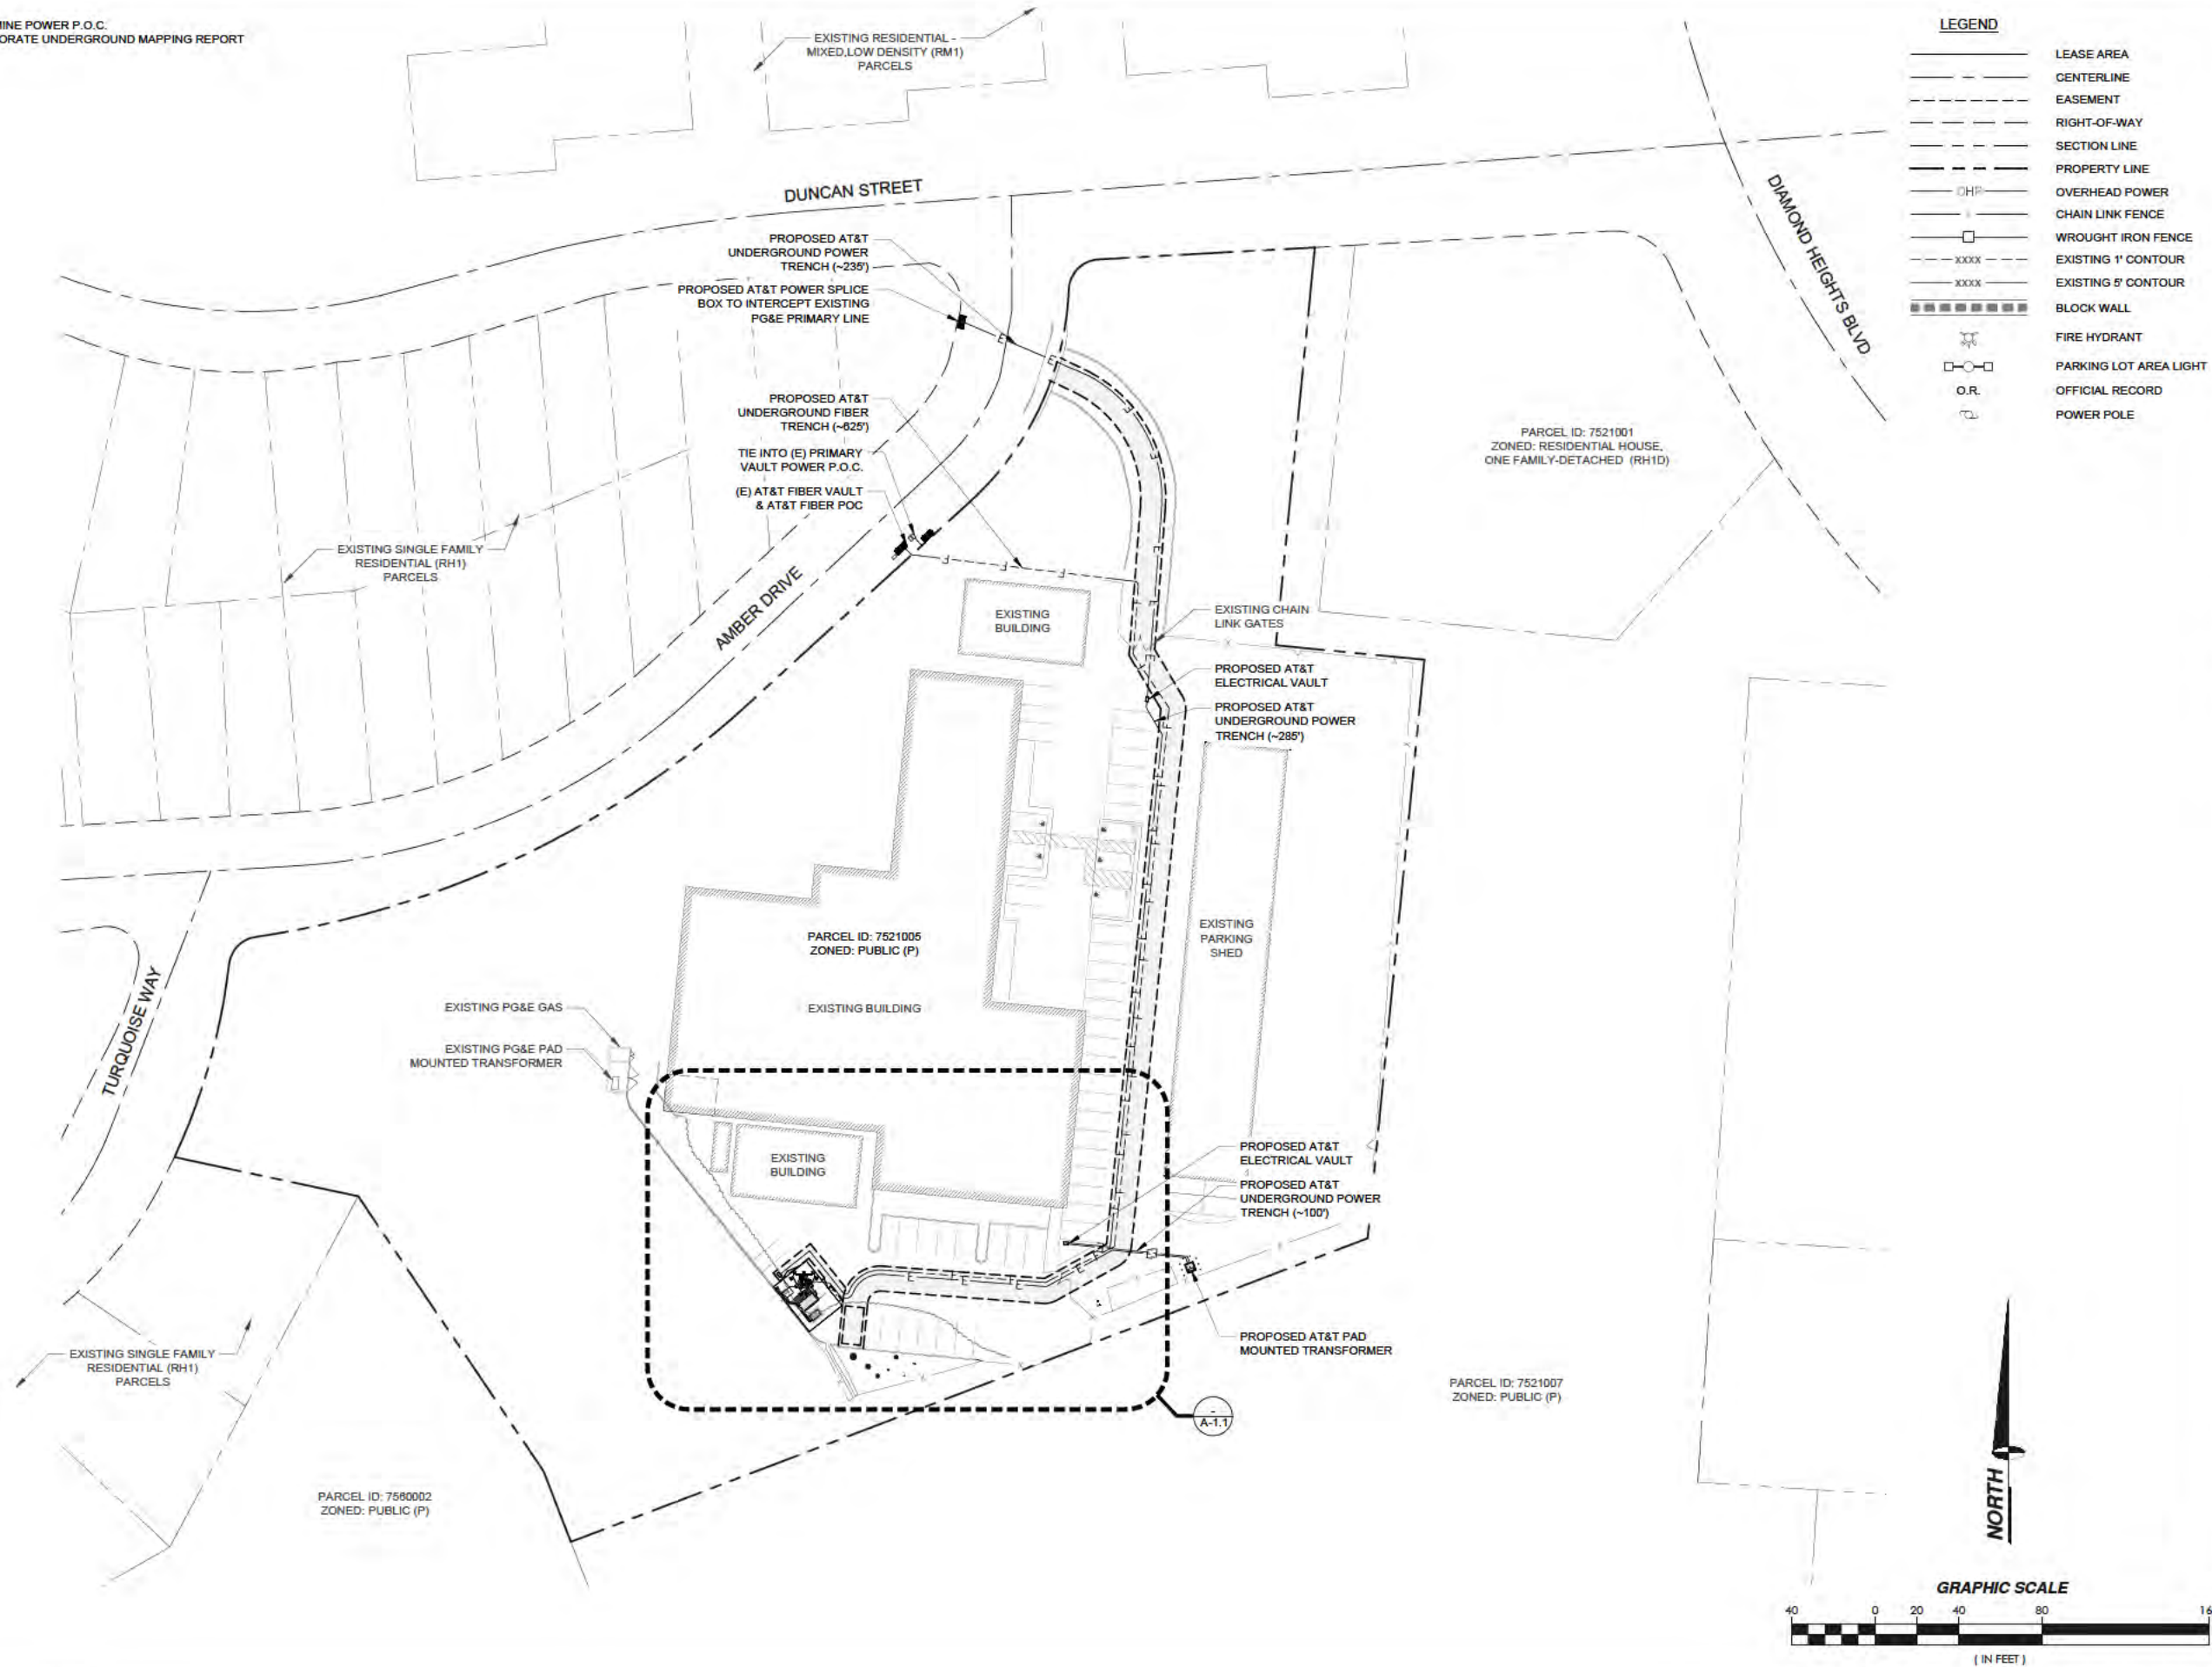 POWER P.O.C.
UNDERGROUND MAPPING REPORT
EXISTING RESIDENTIAL -
MIXED,LOW DENSITY (RM1)
PARCELS
LEGEND
LEASE AREA
CENTERLINE
EASEMENT
RIGHT-OF-WAY
SECTION LINE
PROPERTY LINE
OHP
OVERHEAD POWER
CHAIN LINK FENCE
WROUGHT IRON FENCE
XXXX
EXISTING 1' CONTOUR
XXXX
EXISTING 5' CONTOUR
BLOCK WALL
FIRE HYDRANT
PARKING LOT AREA LIGHT
O.R.
OFFICIAL RECORD
POWER POLE
DUNCAN STREET
DIAMOND HEIGHTS BLVD
PROPOSED AT&T
UNDERGROUND POWER
TRENCH (~235')
PROPOSED AT&T POWER SPLICE
BOX TO INTERCEPT EXISTING
PG&E PRIMARY LINE
PROPOSED AT&T
UNDERGROUND FIBER
TRENCH (~625')
TIE INTO (E) PRIMARY
VAULT POWER P.O.C.
(E) AT&T FIBER VAULT
& AT&T FIBER POC
PARCEL ID: 7521001
ZONED: RESIDENTIAL HOUSE,
ONE FAMILY-DETACHED (RH1D)
EXISTING SINGLE FAMILY
RESIDENTIAL (RH1)
PARCELS
AMBER DRIVE
EXISTING
BUILDING
EXISTING CHAIN
LINK GATES
PROPOSED AT&T
ELECTRICAL VAULT
PROPOSED AT&T
UNDERGROUND POWER
TRENCH (~285')
PARCEL ID: 7521005
ZONED: PUBLIC (P)
EXISTING BUILDING
EXISTING
PARKING
SHED
TURQUOISE WAY
EXISTING PG&E GAS
EXISTING PG&E PAD
MOUNTED TRANSFORMER
EXISTING
BUILDING
PROPOSED AT&T
ELECTRICAL VAULT
PROPOSED AT&T
UNDERGROUND POWER
TRENCH (~100')
PROPOSED AT&T PAD
MOUNTED TRANSFORMER
EXISTING SINGLE FAMILY
RESIDENTIAL (RH1)
PARCELS
PARCEL ID: 7521007
ZONED: PUBLIC (P)
-
A-1.1
PARCEL ID: 7560002
ZONED: PUBLIC (P)
NORTH
GRAPHIC SCALE
40 0 20 40 80
( IN FEET )